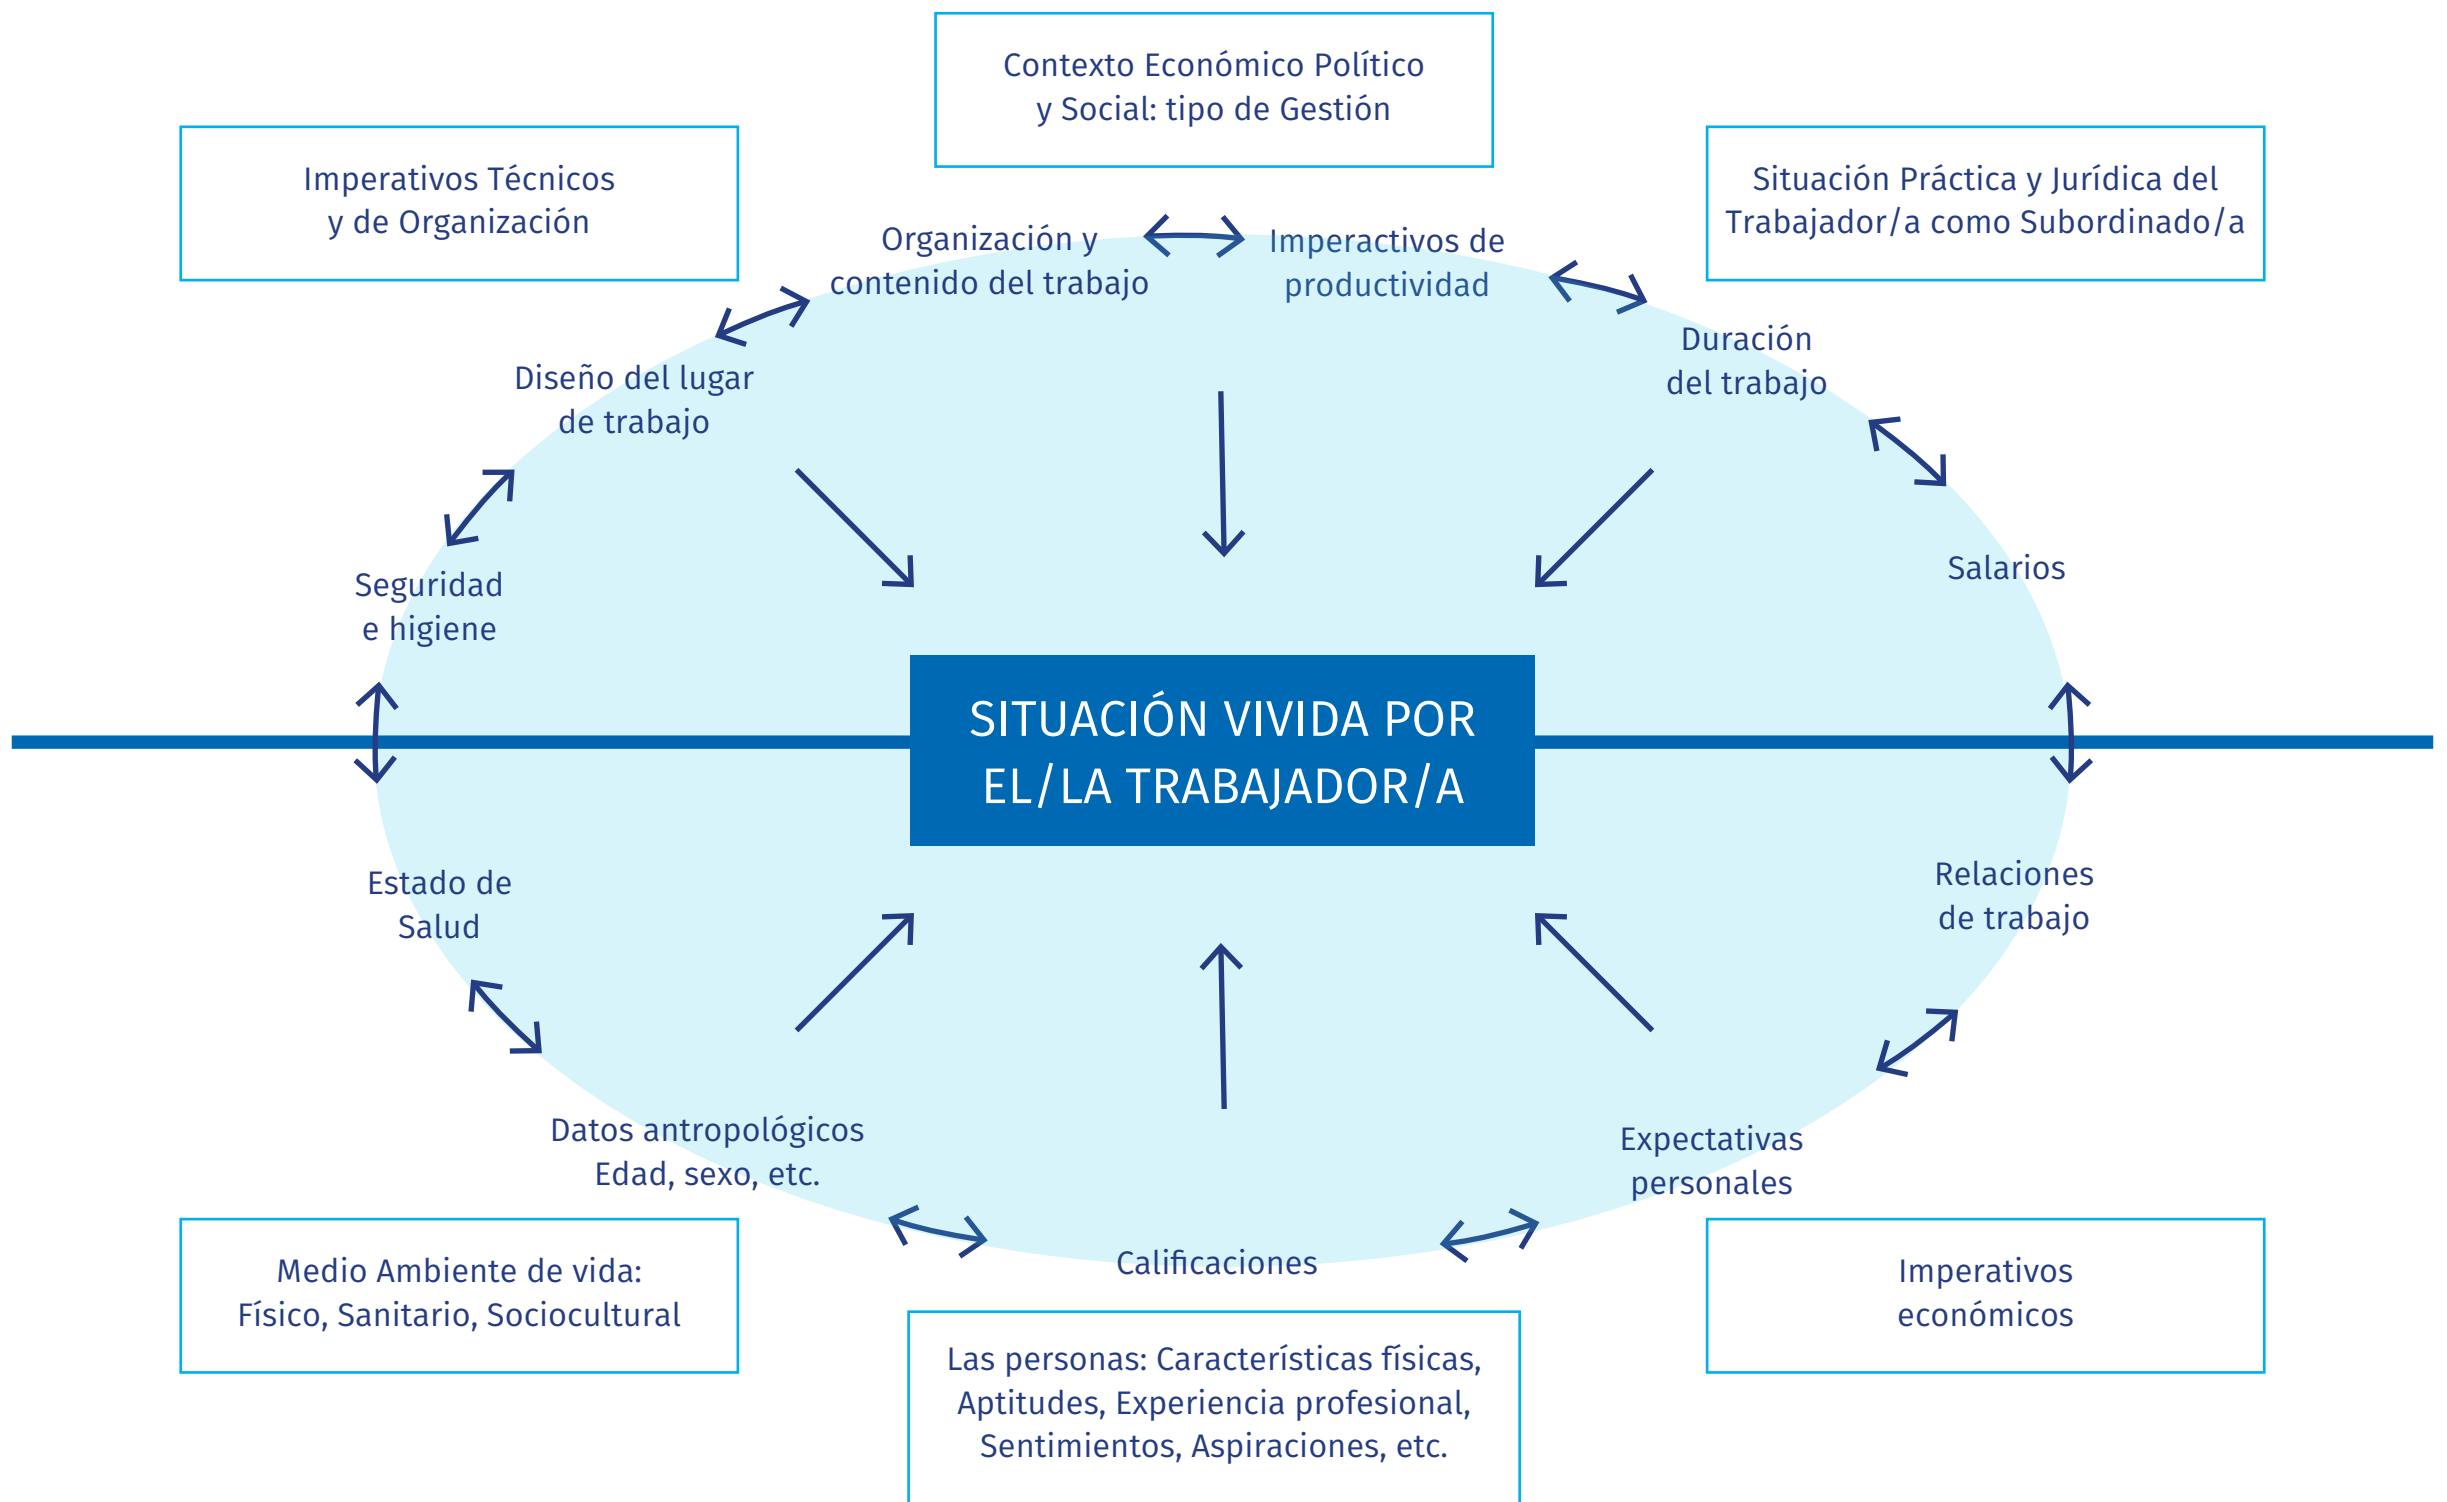 Contexto Económico Político
y Social: tipo de Gestión
Imperativos Técnicos
y de Organización
Situación Práctica y Jurídica del
Trabajador/a como Subordinado/a
Organización y
contenido del trabajo
Imperactivos de
productividad
Diseño del lugar
de trabajo
Duración
del trabajo
Seguridad
e higiene
Salarios
SITUACIÓN VIVIDA POR
EL/LA TRABAJADOR/A
Estado de
Salud
Relaciones
de trabajo
Datos antropológicos
Edad, sexo, etc.
Expectativas
personales
Calificaciones
Medio Ambiente de vida:
Físico, Sanitario, Sociocultural
Las personas: Características físicas,
Aptitudes, Experiencia profesional,
Sentimientos, Aspiraciones, etc.
Imperativos
económicos